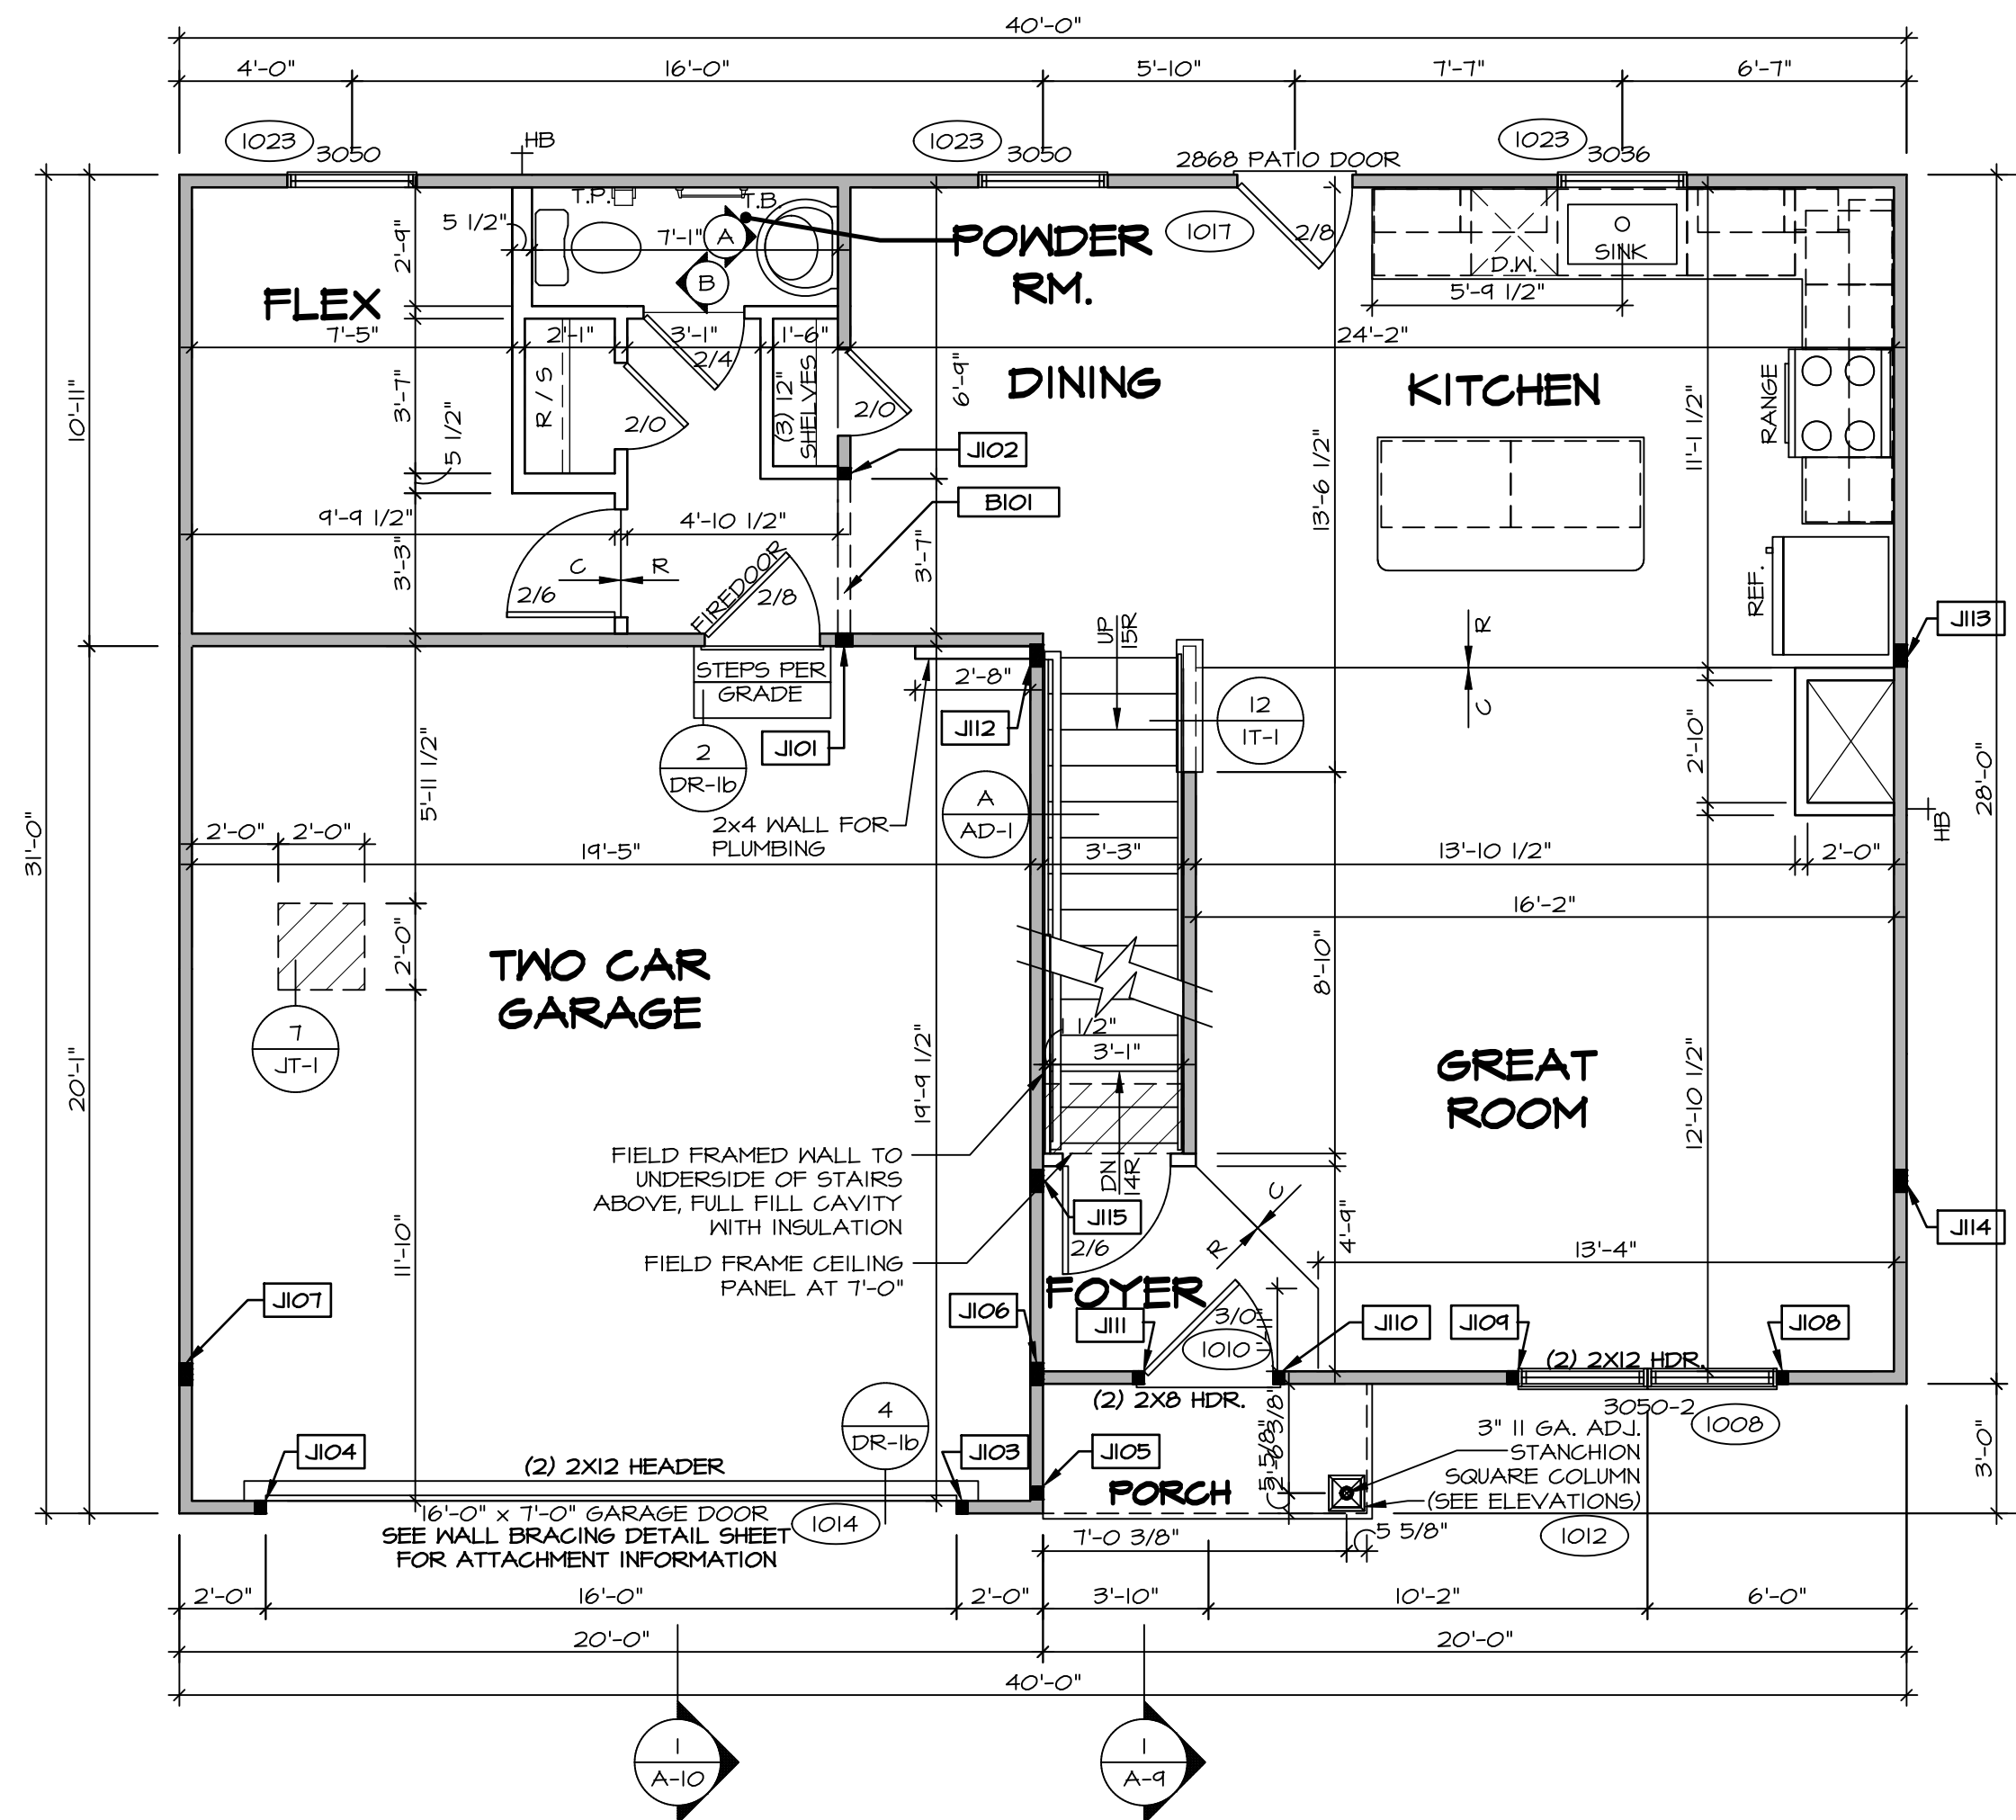 40'-0"
4'-0"
16'-0"
5'-10"
7'-7"
6'-7"
1023
3050
HB
1023
3050
2868 PATIO DOOR
1023
3036
T.P.
T.B.
5 1/2"
2'-9"
7'-1"
A
B
POWDER
RM.
1017
2/8
D.W.
SINK
5'-9 1/2"
FLEX
7'-5"
2'-1"
3'-1"
1'-6"
24'-2"
2/4
R / S
2/0
(3) 12"
SHELVES
2/0
6'-9"
DINING
KITCHEN
RANGE
10'-11"
3'-7"
5 1/2"
J102
B101
13'-6 1/2"
11'-1 1/2"
9'-9 1/2"
4'-10 1/2"
3'-3"
3'-7"
C
R
2/6
FIREDOOR
2/8
REF.
J113
UP
15R
R
C
STEPS PER
GRADE
2'-8"
J112
12
1T-1
2
DR-1b
J101
A
AD-1
5'-11 1/2"
2'-10"
28'-0"
HB
31'-0"
2'-0"
2'-0"
2x4 WALL FOR
PLUMBING
19'-5"
3'-3"
13'-10 1/2"
2'-0"
16'-2"
2'-0"
TWO CAR
GARAGE
8'-10"
7
JT-1
20'-1"
19'-9 1/2"
1 1/2"
3'-1"
GREAT
ROOM
12'-10 1/2"
FIELD FRAMED WALL TO
UNDERSIDE OF STAIRS
ABOVE, FULL FILL CAVITY
WITH INSULATION
DN
14R
J115
J114
11'-10"
FIELD FRAME CEILING
PANEL AT 7'-0"
2/6
R
C
4'-9"
13'-4"
FOYER
J107
J106
J111
3/0
1010
J110
J109
J108
(2) 2X12 HDR.
(2) 2X8 HDR.
3050-2
1008
4
DR-1b
J104
(2) 2X12 HEADER
J103
J105
5 5/8"
3" 11 GA. ADJ.
STANCHION
SQUARE COLUMN
(SEE ELEVATIONS)
3'-0"
PORCH
16'-0" x 7'-0" GARAGE DOOR
SEE WALL BRACING DETAIL SHEET
FOR ATTACHMENT INFORMATION
1014
7'-0 3/8"
5 5/8"
1012
2'-0"
16'-0"
2'-0"
3'-10"
10'-2"
6'-0"
20'-0"
20'-0"
40'-0"
1
A-10
1
A-9